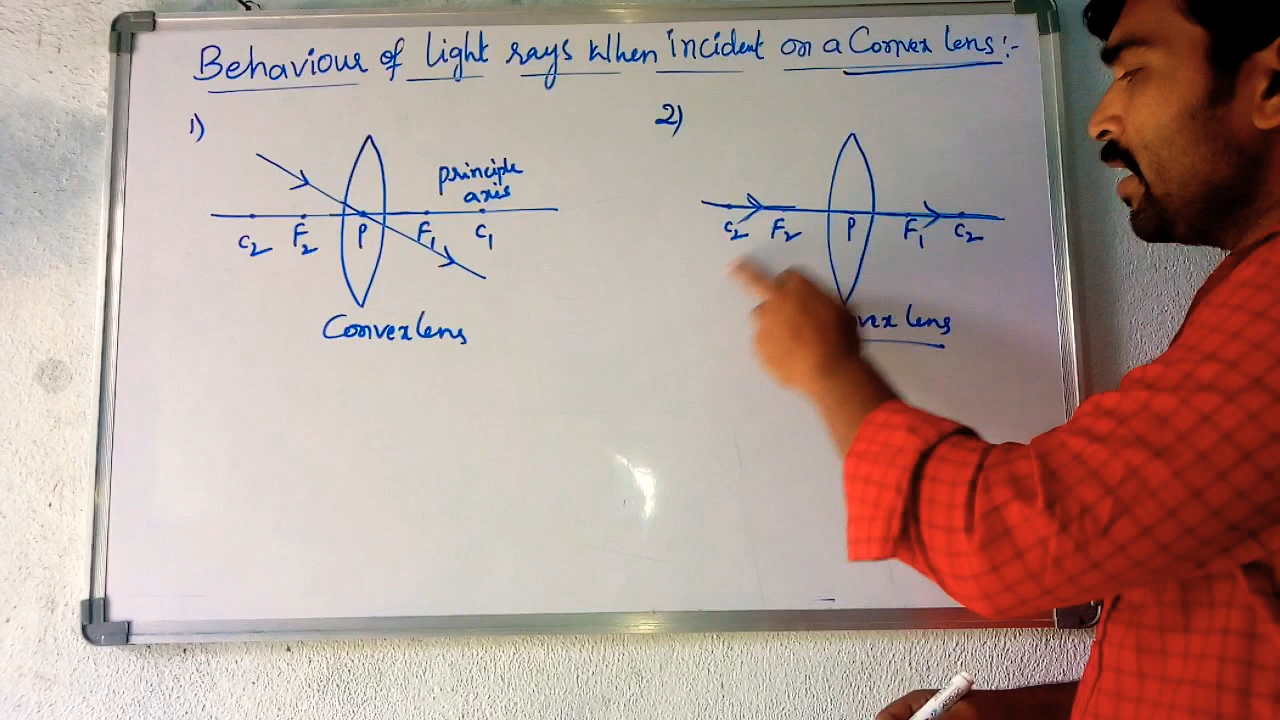 Behaviour of light rays when incident on a Convex lens :-
1)
principle
axis
C2 F2 P F1 C1
Convex lens
2)
C2 F2 P F1 C2
vex lens